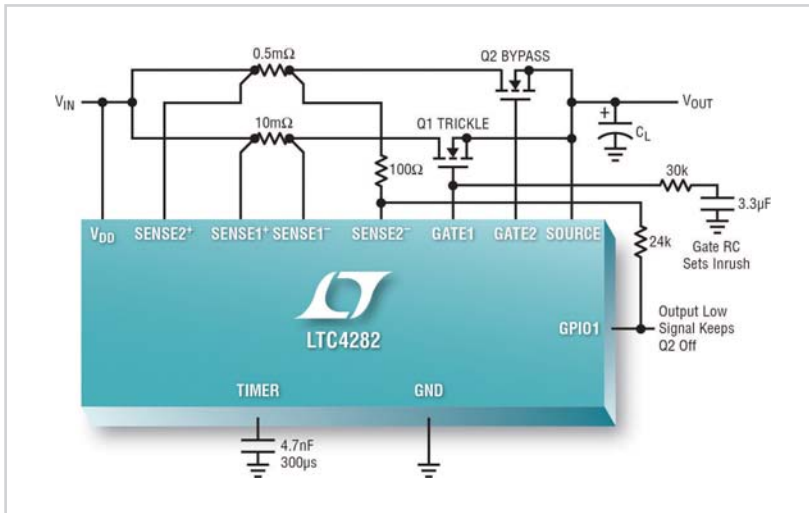 0.5mΩ
Q2 BYPASS
VIN
VOUT
10mΩ
Q1 TRICKLE
+
CL
100Ω
30k
3.3µF
VDD
SENSE2+
SENSE1+
SENSE1−
SENSE2−
GATE1
GATE2
SOURCE
24k
Gate RC
Sets Inrush
LTC4282
GPIO1
Output Low
Signal Keeps
Q2 Off
TIMER
GND
4.7nF
300µs